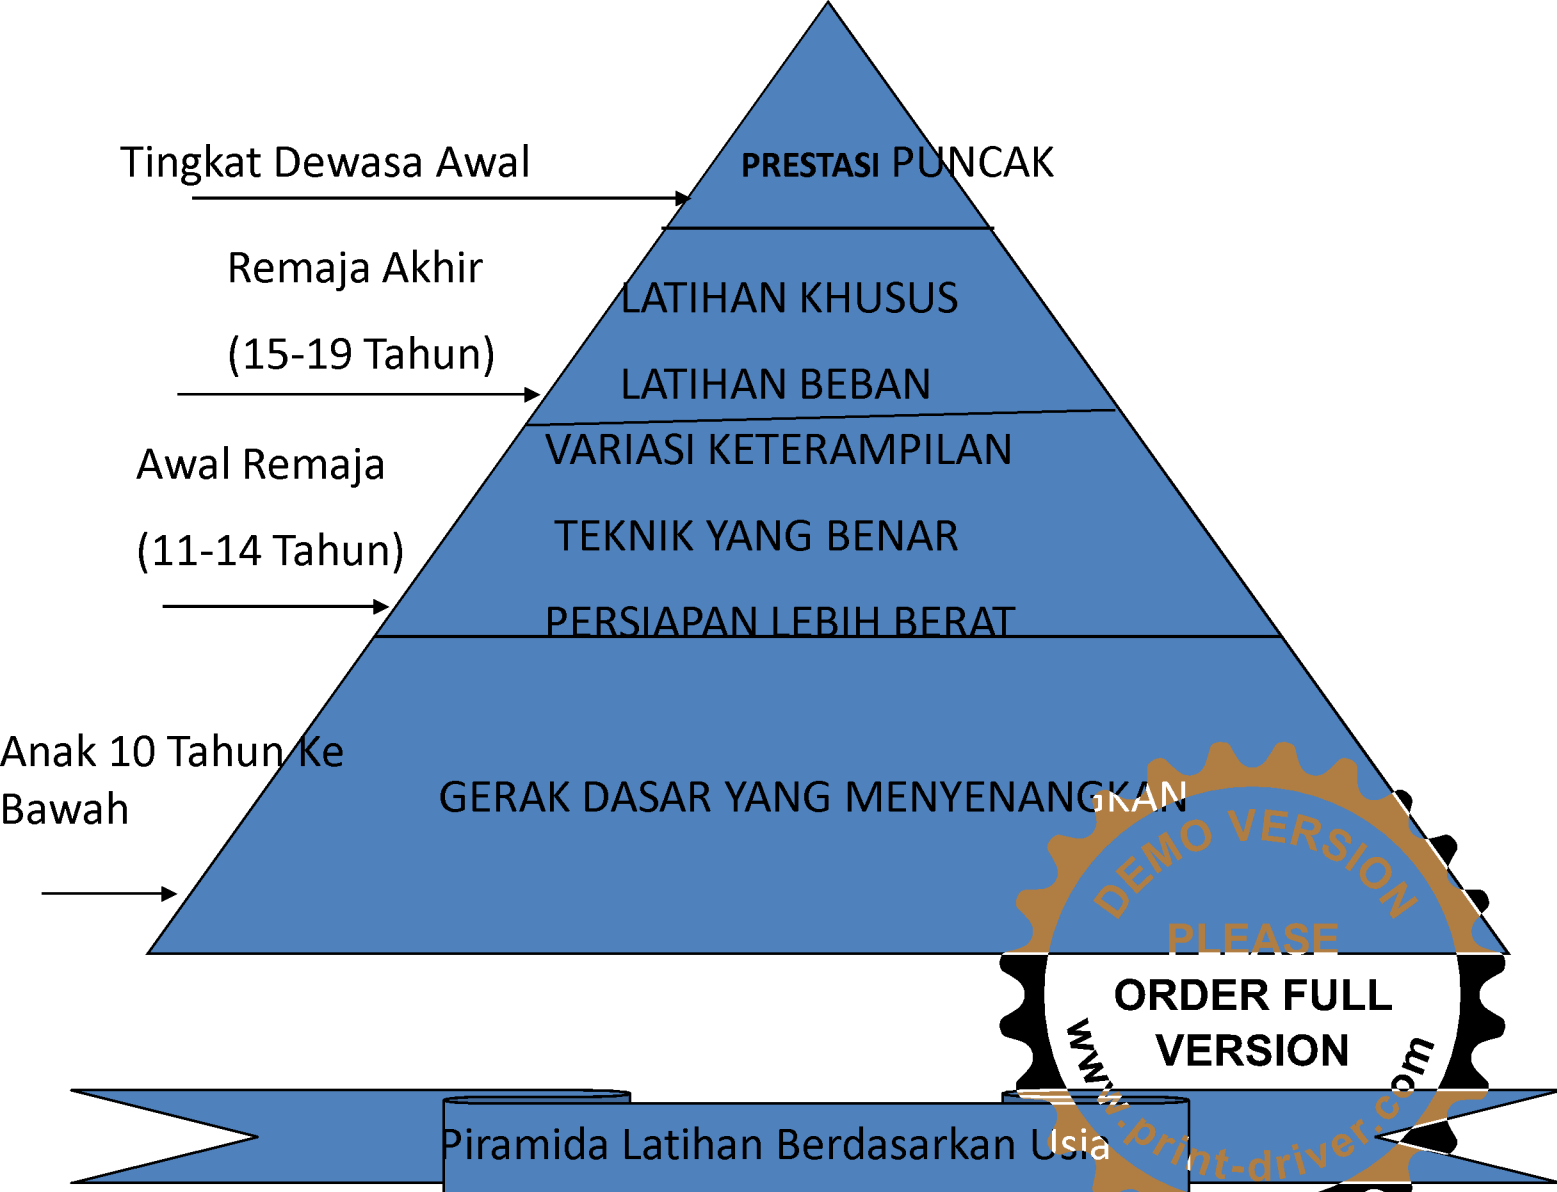 Tingkat Dewasa Awal
PRESTASI PUNCAK
Remaja Akhir
(15-19 Tahun)
LATIHAN KHUSUS
LATIHAN BEBAN
Awal Remaja
(11-14 Tahun)
VARIASI KETERAMPILAN
TEKNIK YANG BENAR
PERSIAPAN LEBIH BERAT
Anak 10 Tahun Ke
Bawah
GERAK DASAR YANG MENYENANGKAN
DEMO VERSION
PLEASE
ORDER FULL
VERSION
www.print-driver.com
Piramida Latihan Berdasarkan Usia